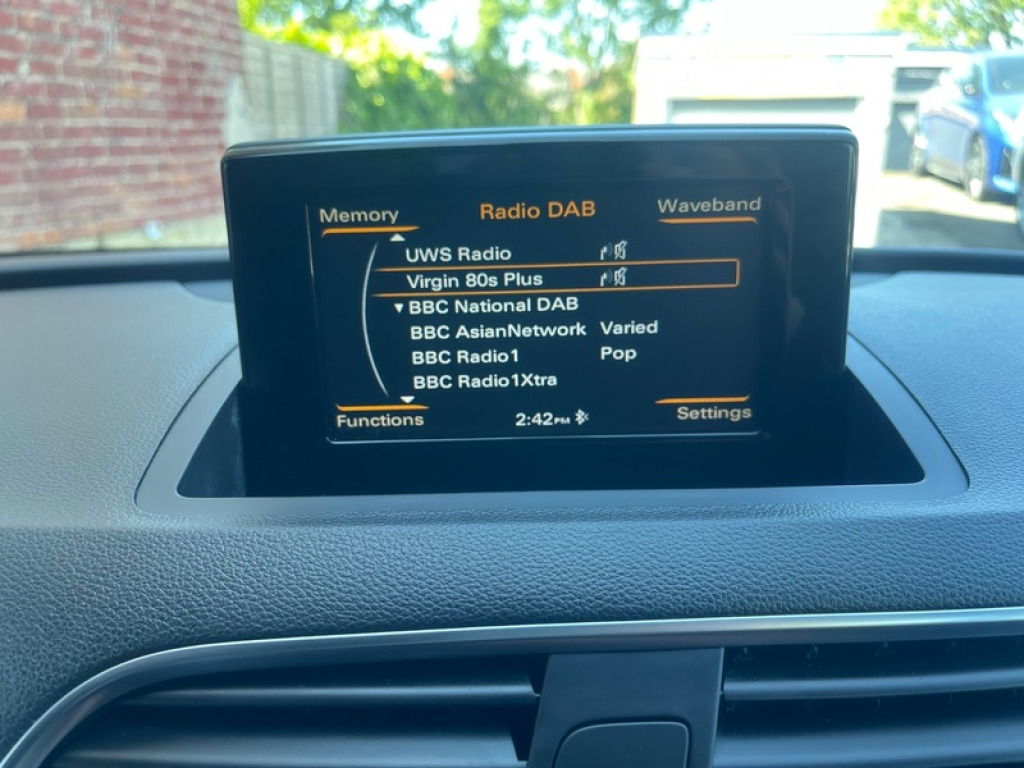 Memory Radio DAB Waveband
UWS Radio
Virgin 80s Plus
BBC National DAB
BBC AsianNetwork Varied
BBC Radio1 Pop
BBC Radio1Xtra
Functions 2:42PM Settings